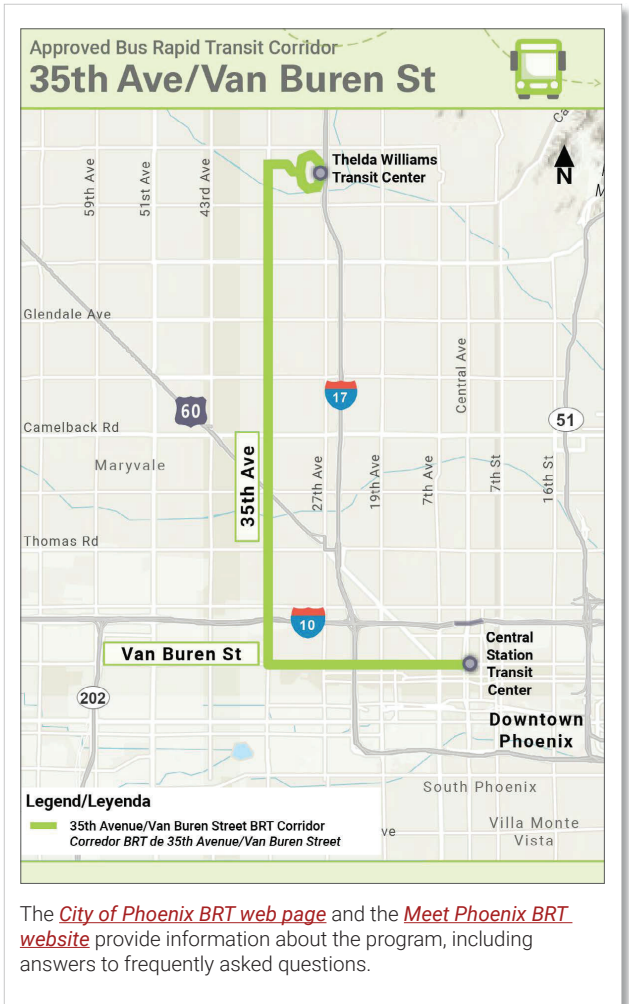 Approved Bus Rapid Transit Corridor
35th Ave/Van Buren St
Ca
N
M
Thelda Williams
Transit Center
59th Ave
51st Ave
43rd Ave
Glendale Ave
60
17
Central Ave
51
Camelback Rd
Maryvale
35th Ave
27th Ave
19th Ave
7th Ave
7th St
16th St
Thomas Rd
10
Van Buren St
Central
Station
Transit
Center
202
Downtown
Phoenix
South Phoenix
Villa Monte
Vista
Legend/Leyenda
35th Avenue/Van Buren Street BRT Corridor
Corredor BRT de 35th Avenue/Van Buren Street
ve
The City of Phoenix BRT web page and the Meet Phoenix BRT
website provide information about the program, including
answers to frequently asked questions.